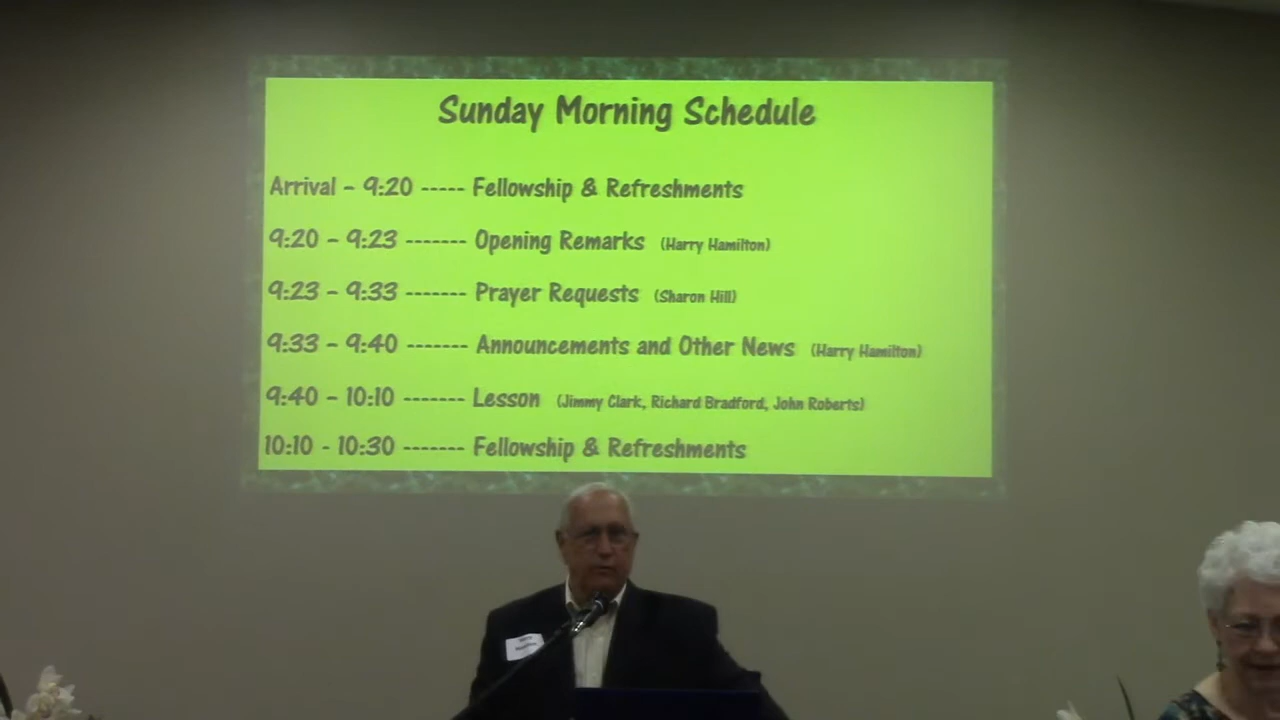 Sunday Morning Schedule
Arrival - 9:20 ----- Fellowship & Refreshments
9:20 - 9:23 ------- Opening Remarks (Harry Hamilton)
9:23 - 9:33 ------- Prayer Requests (Sharon Hill)
9:33 - 9:40 ------- Announcements and Other News (Harry Hamilton)
9:40 - 10:10 ------- Lesson (Jimmy Clark, Richard Bradford, John Roberts)
10:10 - 10:30 ------- Fellowship & Refreshments